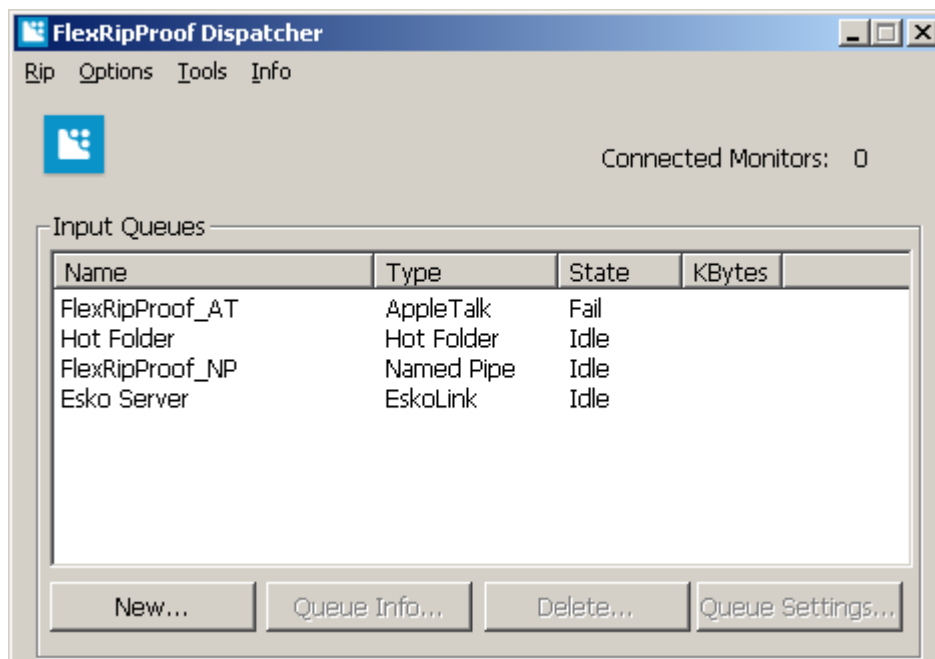 FlexRipProof Dispatcher
Rip Options Tools Info
Connected Monitors: 0
Input Queues
Name Type State KBytes
FlexRipProof_AT AppleTalk Fail
Hot Folder Hot Folder Idle
FlexRipProof_NP Named Pipe Idle
Esko Server EskoLink Idle
New... Queue Info... Delete... Queue Settings...